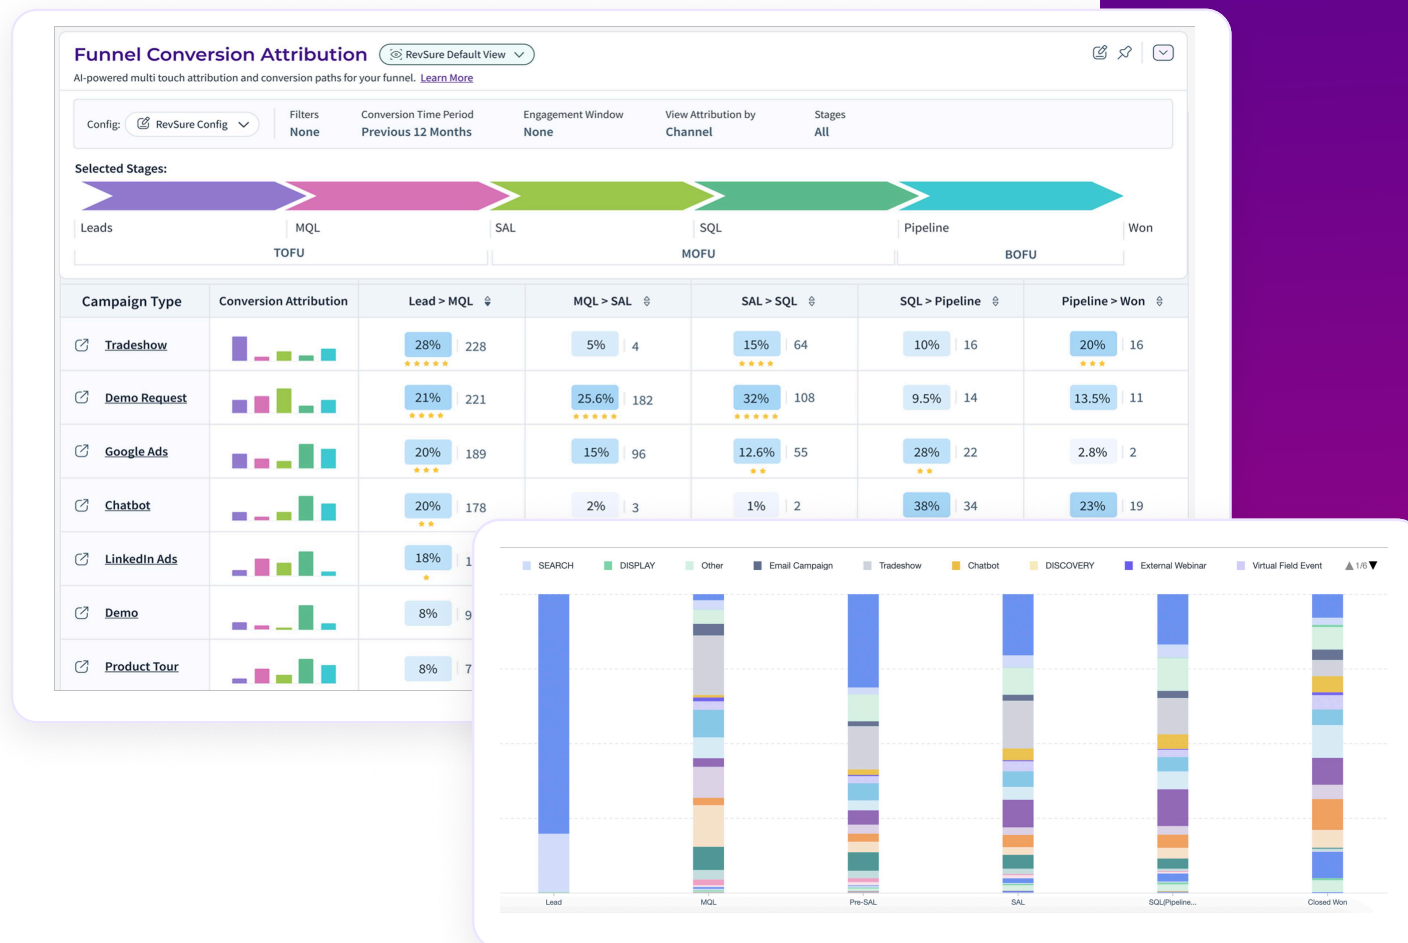 Funnel Conversion Attribution RevSure Default View
AI-powered multi touch attribution and conversion paths for your funnel. Learn More
Config: RevSure Config
Filters Conversion Time Period Engagement Window View Attribution by Stages
None Previous 12 Months None Channel All
Selected Stages:
Leads MQL SAL SQL Pipeline Won
TOFU MOFU BOFU
Campaign Type Conversion Attribution Lead > MQL MQL > SAL SAL > SQL SQL > Pipeline Pipeline > Won
Tradeshow 28% 228 5% 4 15% 64 10% 16 20% 16
Demo Request 21% 221 25.6% 182 32% 108 9.5% 14 13.5% 11
Google Ads 20% 189 15% 96 12.6% 55 28% 22 2.8% 2
Chatbot 20% 178 2% 3 1% 2 38% 34 23% 19
LinkedIn Ads 18% 1
Demo 8% 9
Product Tour 8% 7
SEARCH DISPLAY Other Email Campaign Tradeshow Chatbot DISCOVERY External Webinar Virtual Field Event 1/6
Lead MQL Pre-SAL SAL SQL(Pipeline... Closed Won